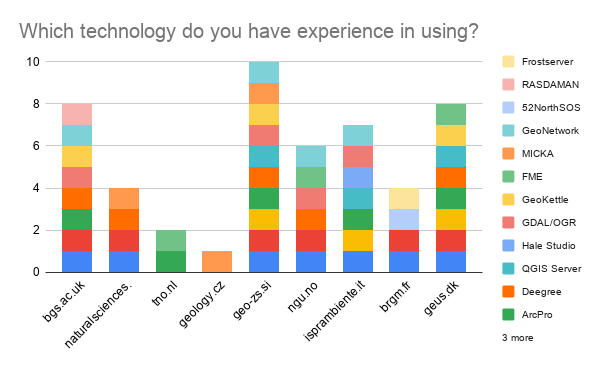 Which technology do you have experience in using?
10
8
6
4
2
0
bgs.ac.uk
naturalsciences.
tno.nl
geology.cz
geo-zs.si
ngu.no
isprambiente.it
brgm.fr
geus.dk
Frostserver
RASDAMAN
52NorthSOS
GeoNetwork
MICKA
FME
GeoKettle
GDAL/OGR
Hale Studio
QGIS Server
Deegree
ArcPro
3 more